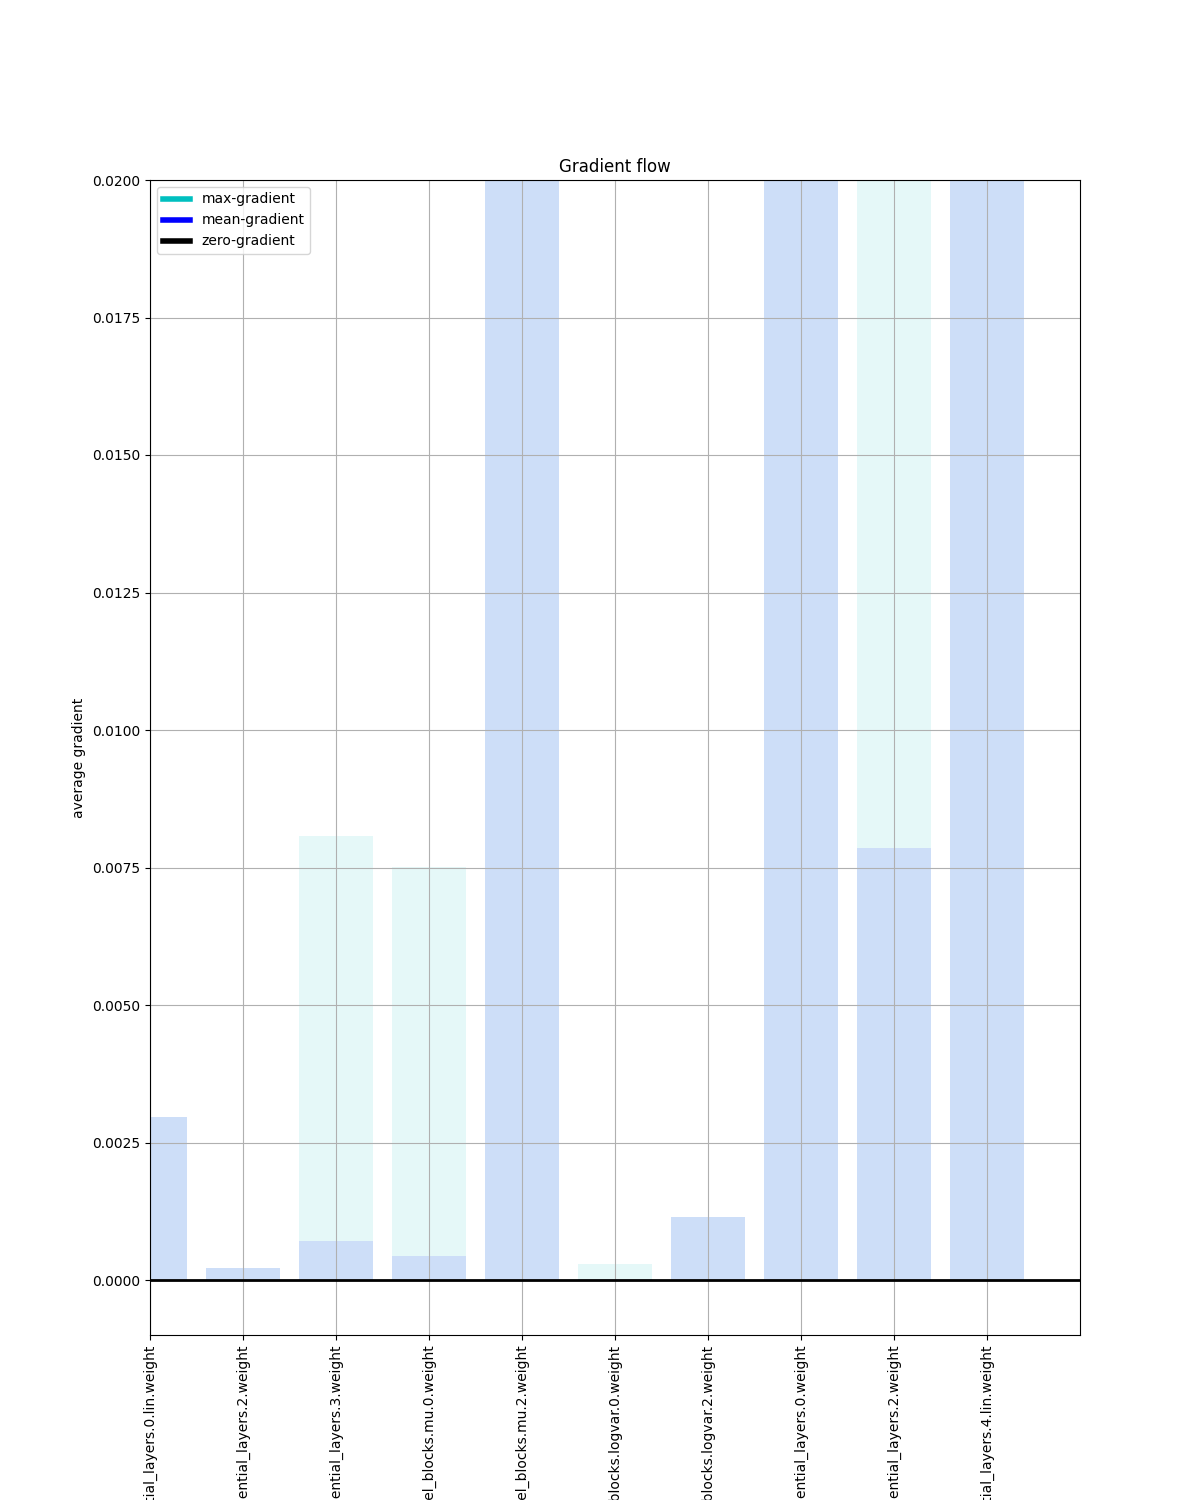 Gradient flow
max-gradient
mean-gradient
zero-gradient
0.0200
0.0175
0.0150
0.0125
0.0100
0.0075
0.0050
0.0025
0.0000
average gradient
tial_layers.0.lin.weight
ential_layers.2.weight
ential_layers.3.weight
el_blocks.mu.0.weight
el_blocks.mu.2.weight
blocks.logvar.0.weight
blocks.logvar.2.weight
ential_layers.0.weight
ential_layers.2.weight
tial_layers.4.lin.weight